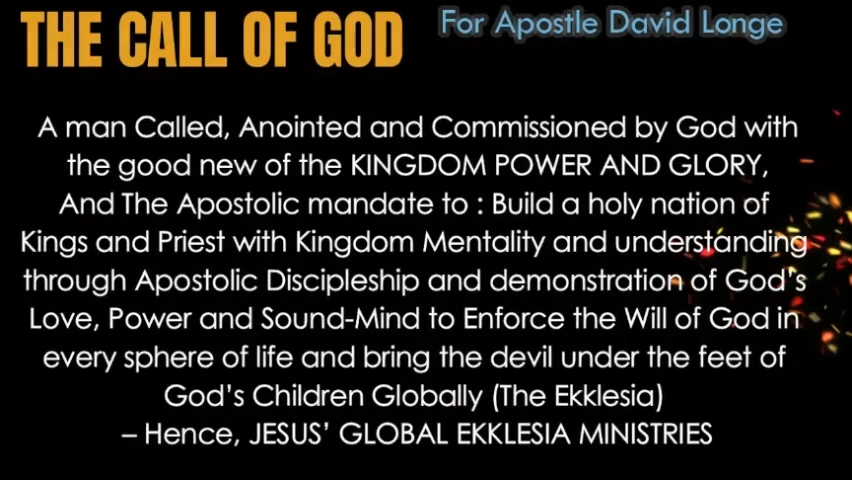 THE CALL OF GOD
For Apostle David Longe
A man Called, Anointed and Commissioned by God with
the good new of the KINGDOM POWER AND GLORY,
And The Apostolic mandate to : Build a holy nation of
Kings and Priest with Kingdom Mentality and understanding
through Apostolic Discipleship and demonstration of God's
Love, Power and Sound-Mind to Enforce the Will of God in
every sphere of life and bring the devil under the feet of
God's Children Globally (The Ekklesia)
– Hence, JESUS' GLOBAL EKKLESIA MINISTRIES